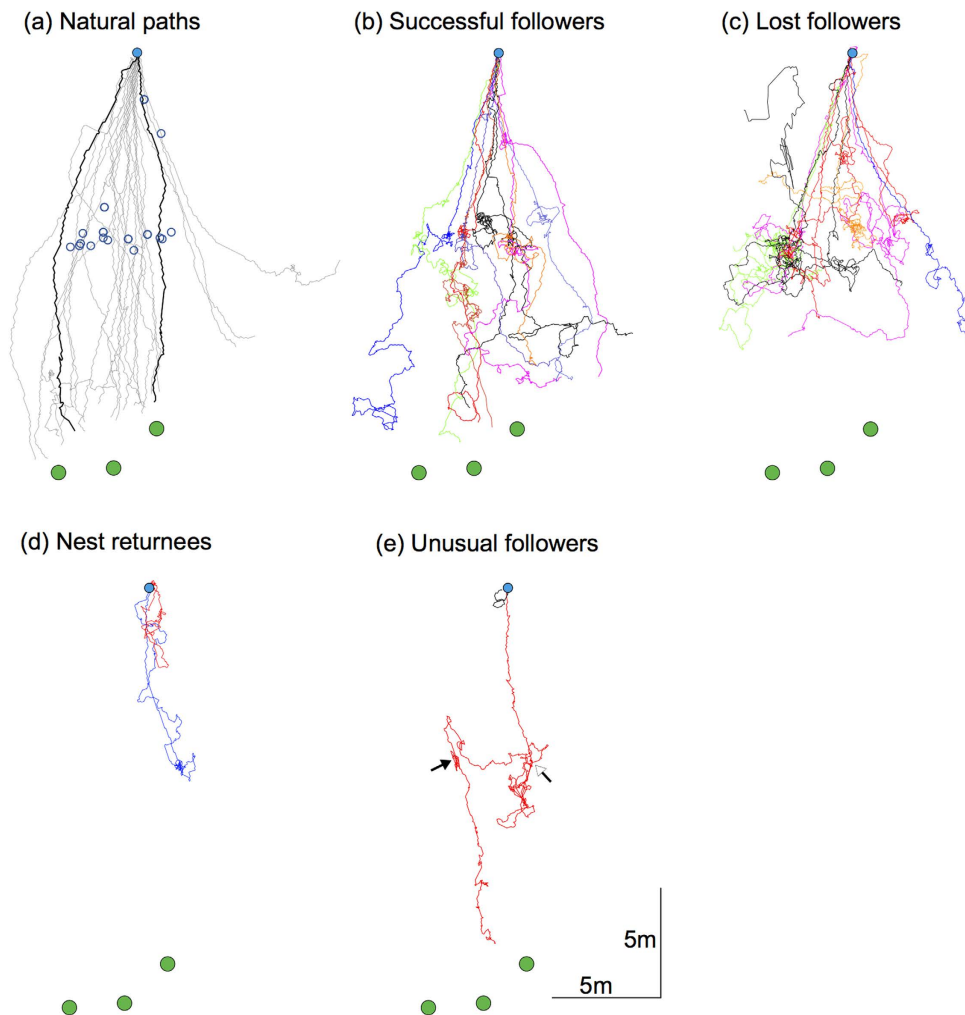 (a) Natural paths
(b) Successful followers
(c) Lost followers
(d) Nest returnees
(e) Unusual followers
5m
5m